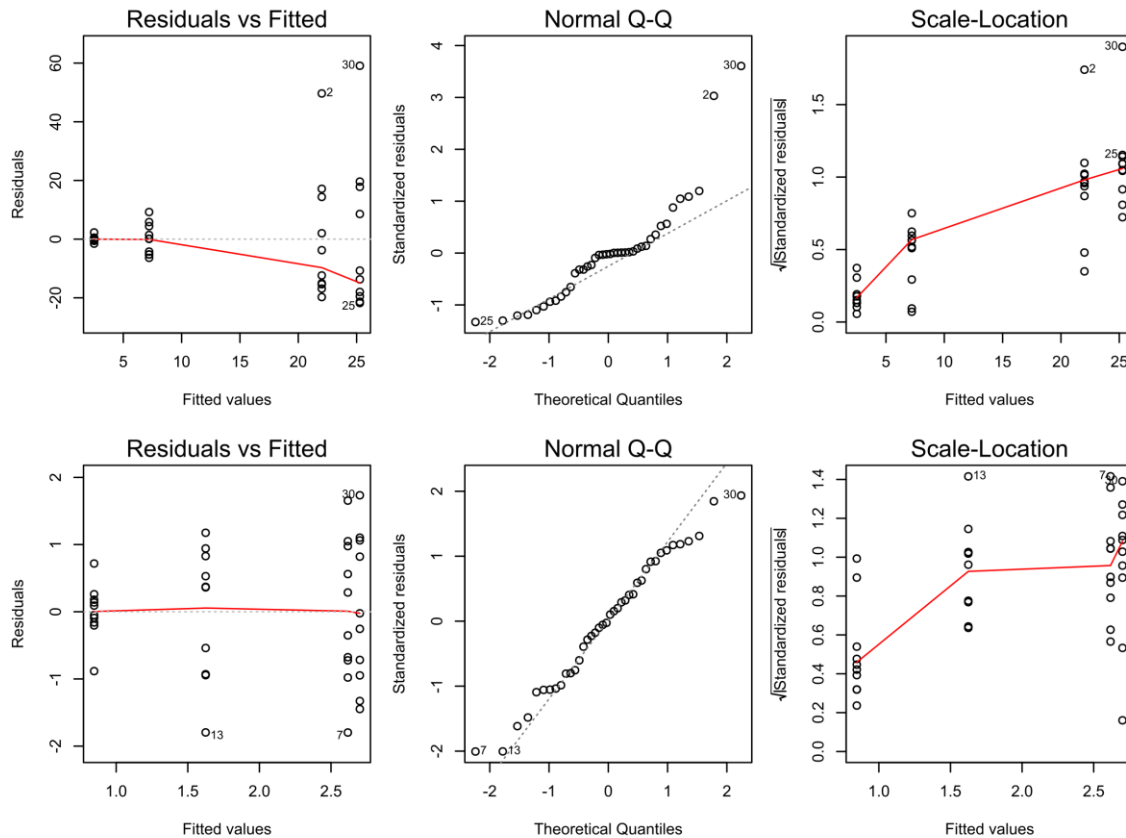 Residuals vs Fitted
Residuals
60
40
20
0
-20
30
2
25
5 10 15 20 25
Fitted values
Normal Q-Q
Standardized residuals
4
3
2
1
0
-1
30
2
25
-2 -1 0 1 2
Theoretical Quantiles
Scale-Location
√|Standardized residuals|
1.5
1.0
0.5
0.0
30
2
25
5 10 15 20 25
Fitted values
Residuals vs Fitted
Residuals
2
1
0
-1
-2
30
13
7
1.0 1.5 2.0 2.5
Fitted values
Normal Q-Q
Standardized residuals
2
1
0
-1
-2
30
7
13
-2 -1 0 1 2
Theoretical Quantiles
Scale-Location
√|Standardized residuals|
1.4
1.2
1.0
0.8
0.6
0.4
0.2
0.0
13
7
30
1.0 1.5 2.0 2.5
Fitted values